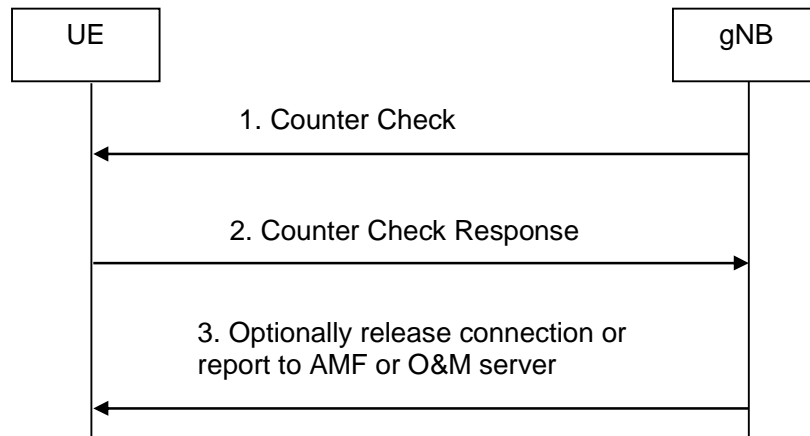 UE
gNB
1. Counter Check
2. Counter Check Response
3. Optionally release connection or
report to AMF or O&M server